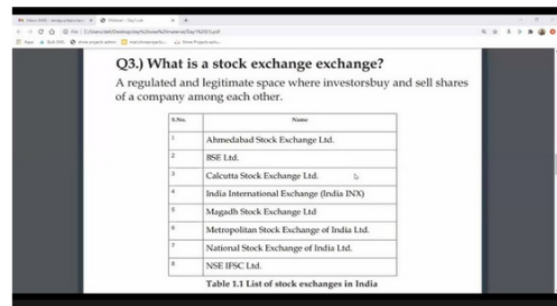 Q3.) What is a stock exchange exchange?
A regulated and legitimate space where investorsbuy and sell shares
of a company among each other.
S.No. Name
1 Ahmedabad Stock Exchange Ltd.
2 BSE Ltd.
3 Calcutta Stock Exchange Ltd.
4 India International Exchange (India INX)
5 Magadh Stock Exchange Ltd
6 Metropolitan Stock Exchange of India Ltd.
7 National Stock Exchange of India Ltd.
8 NSE IFSC Ltd.
Table 1.1 List of stock exchanges in India